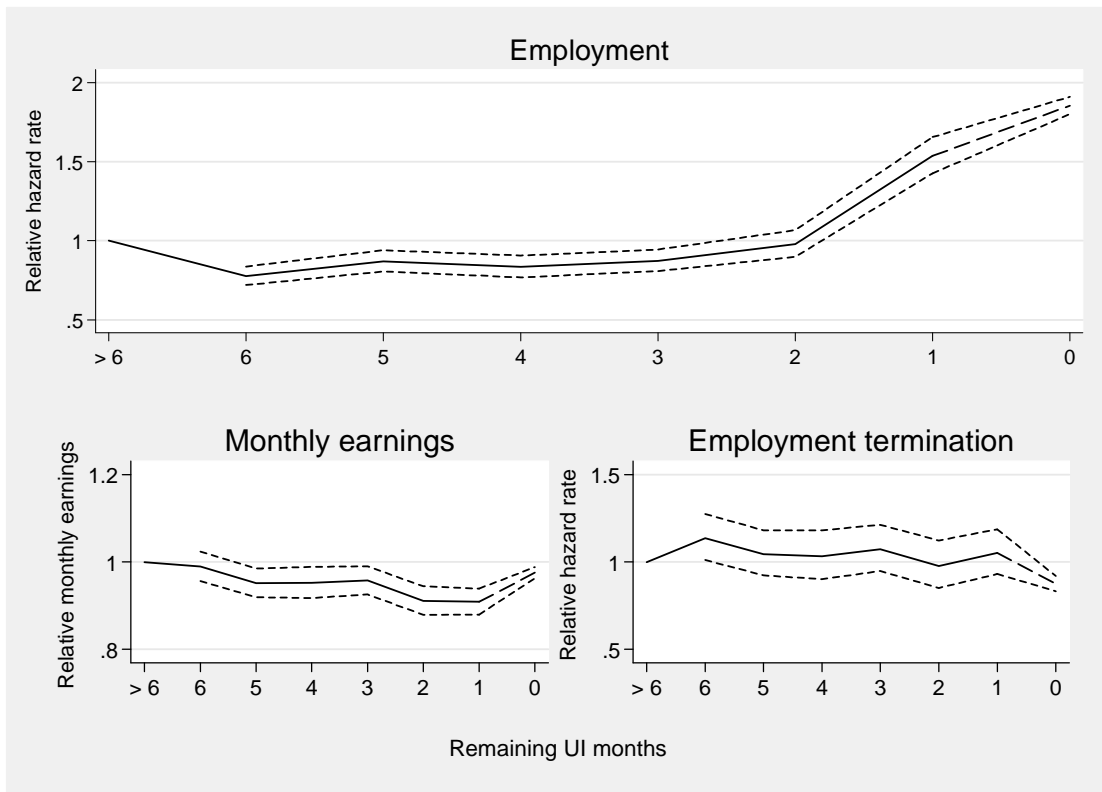 Employment
Relative hazard rate
2
1.5
1
.5
> 6 6 5 4 3 2 1 0
Monthly earnings
Relative monthly earnings
1.2
1
.8
> 6 6 5 4 3 2 1 0
Employment termination
Relative hazard rate
1.5
1
.5
> 6 6 5 4 3 2 1 0
Remaining UI months